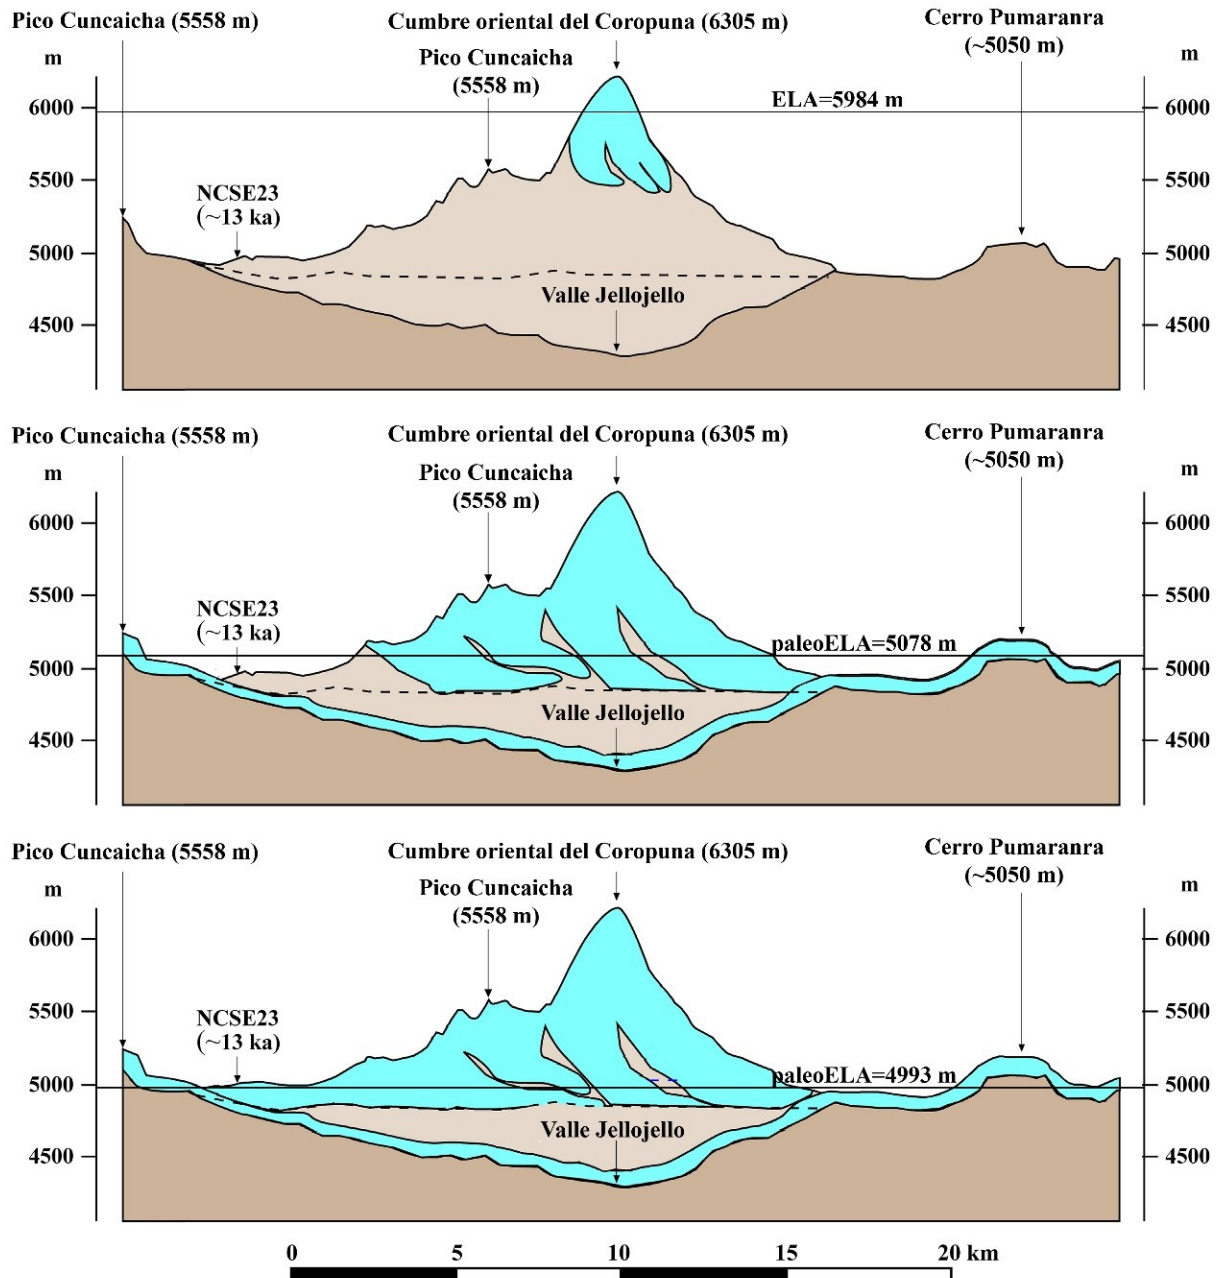 Pico Cuncaicha (5558 m)
Cumbre oriental del Coropuna (6305 m)
Cerro Pumaranra
(~5050 m)
Pico Cuncaicha
(5558 m)
m
m
ELA=5984 m
6000
6000
5500
5500
NCSE23
(~13 ka)
5000
5000
Valle Jellojello
4500
4500
Pico Cuncaicha (5558 m)
Cumbre oriental del Coropuna (6305 m)
Cerro Pumaranra
(~5050 m)
Pico Cuncaicha
(5558 m)
m
m
6000
6000
5500
5500
NCSE23
(~13 ka)
paleoELA=5078 m
5000
5000
Valle Jellojello
4500
4500
Pico Cuncaicha (5558 m)
Cumbre oriental del Coropuna (6305 m)
Cerro Pumaranra
(~5050 m)
Pico Cuncaicha
(5558 m)
m
m
6000
6000
5500
5500
NCSE23
(~13 ka)
paleoELA=4993 m
5000
5000
Valle Jellojello
4500
4500
0 5 10 15 20 km